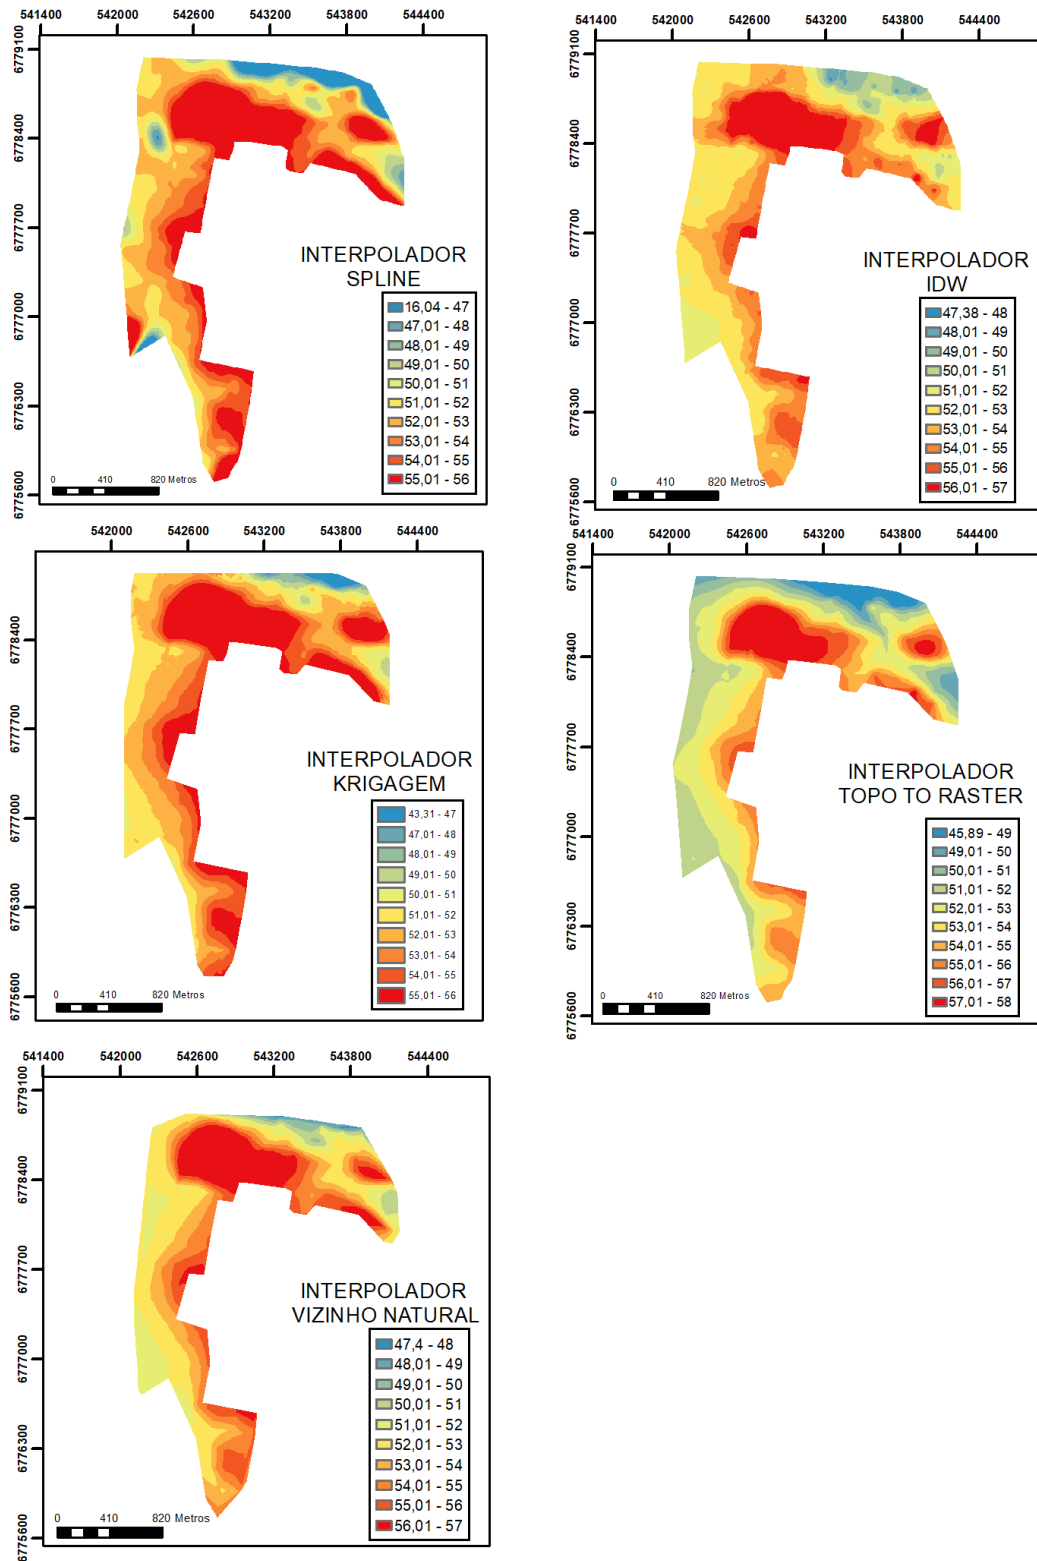 541400 542000 542600 543200 543800 544400
6779100
6778400
6777700
6777000
6776300
6775600
INTERPOLADOR
SPLINE
16,04 - 47
47,01 - 48
48,01 - 49
49,01 - 50
50,01 - 51
51,01 - 52
52,01 - 53
53,01 - 54
54,01 - 55
55,01 - 56
0 410 820 Metros
541400 542000 542600 543200 543800 544400
6779100
6778400
6777700
6777000
6776300
6775600
INTERPOLADOR
IDW
47,38 - 48
48,01 - 49
49,01 - 50
50,01 - 51
51,01 - 52
52,01 - 53
53,01 - 54
54,01 - 55
55,01 - 56
56,01 - 57
0 410 820 Metros
542000 542600 543200 543800 544400
6778400
6777700
6777000
6776300
6775600
INTERPOLADOR
KRIGAGEM
43,31 - 47
47,01 - 48
48,01 - 49
49,01 - 50
50,01 - 51
51,01 - 52
52,01 - 53
53,01 - 54
54,01 - 55
55,01 - 56
0 410 820 Metros
541400 542000 542600 543200 543800 544400
6779100
6778400
6777700
6777000
6776300
6775600
INTERPOLADOR
TOPO TO RASTER
45,89 - 49
49,01 - 50
50,01 - 51
51,01 - 52
52,01 - 53
53,01 - 54
54,01 - 55
55,01 - 56
56,01 - 57
57,01 - 58
0 410 820 Metros
541400 542000 542600 543200 543800 544400
6779100
6778400
6777700
6777000
6776300
6775600
INTERPOLADOR
VIZINHO NATURAL
47,4 - 48
48,01 - 49
49,01 - 50
50,01 - 51
51,01 - 52
52,01 - 53
53,01 - 54
54,01 - 55
55,01 - 56
56,01 - 57
0 410 820 Metros